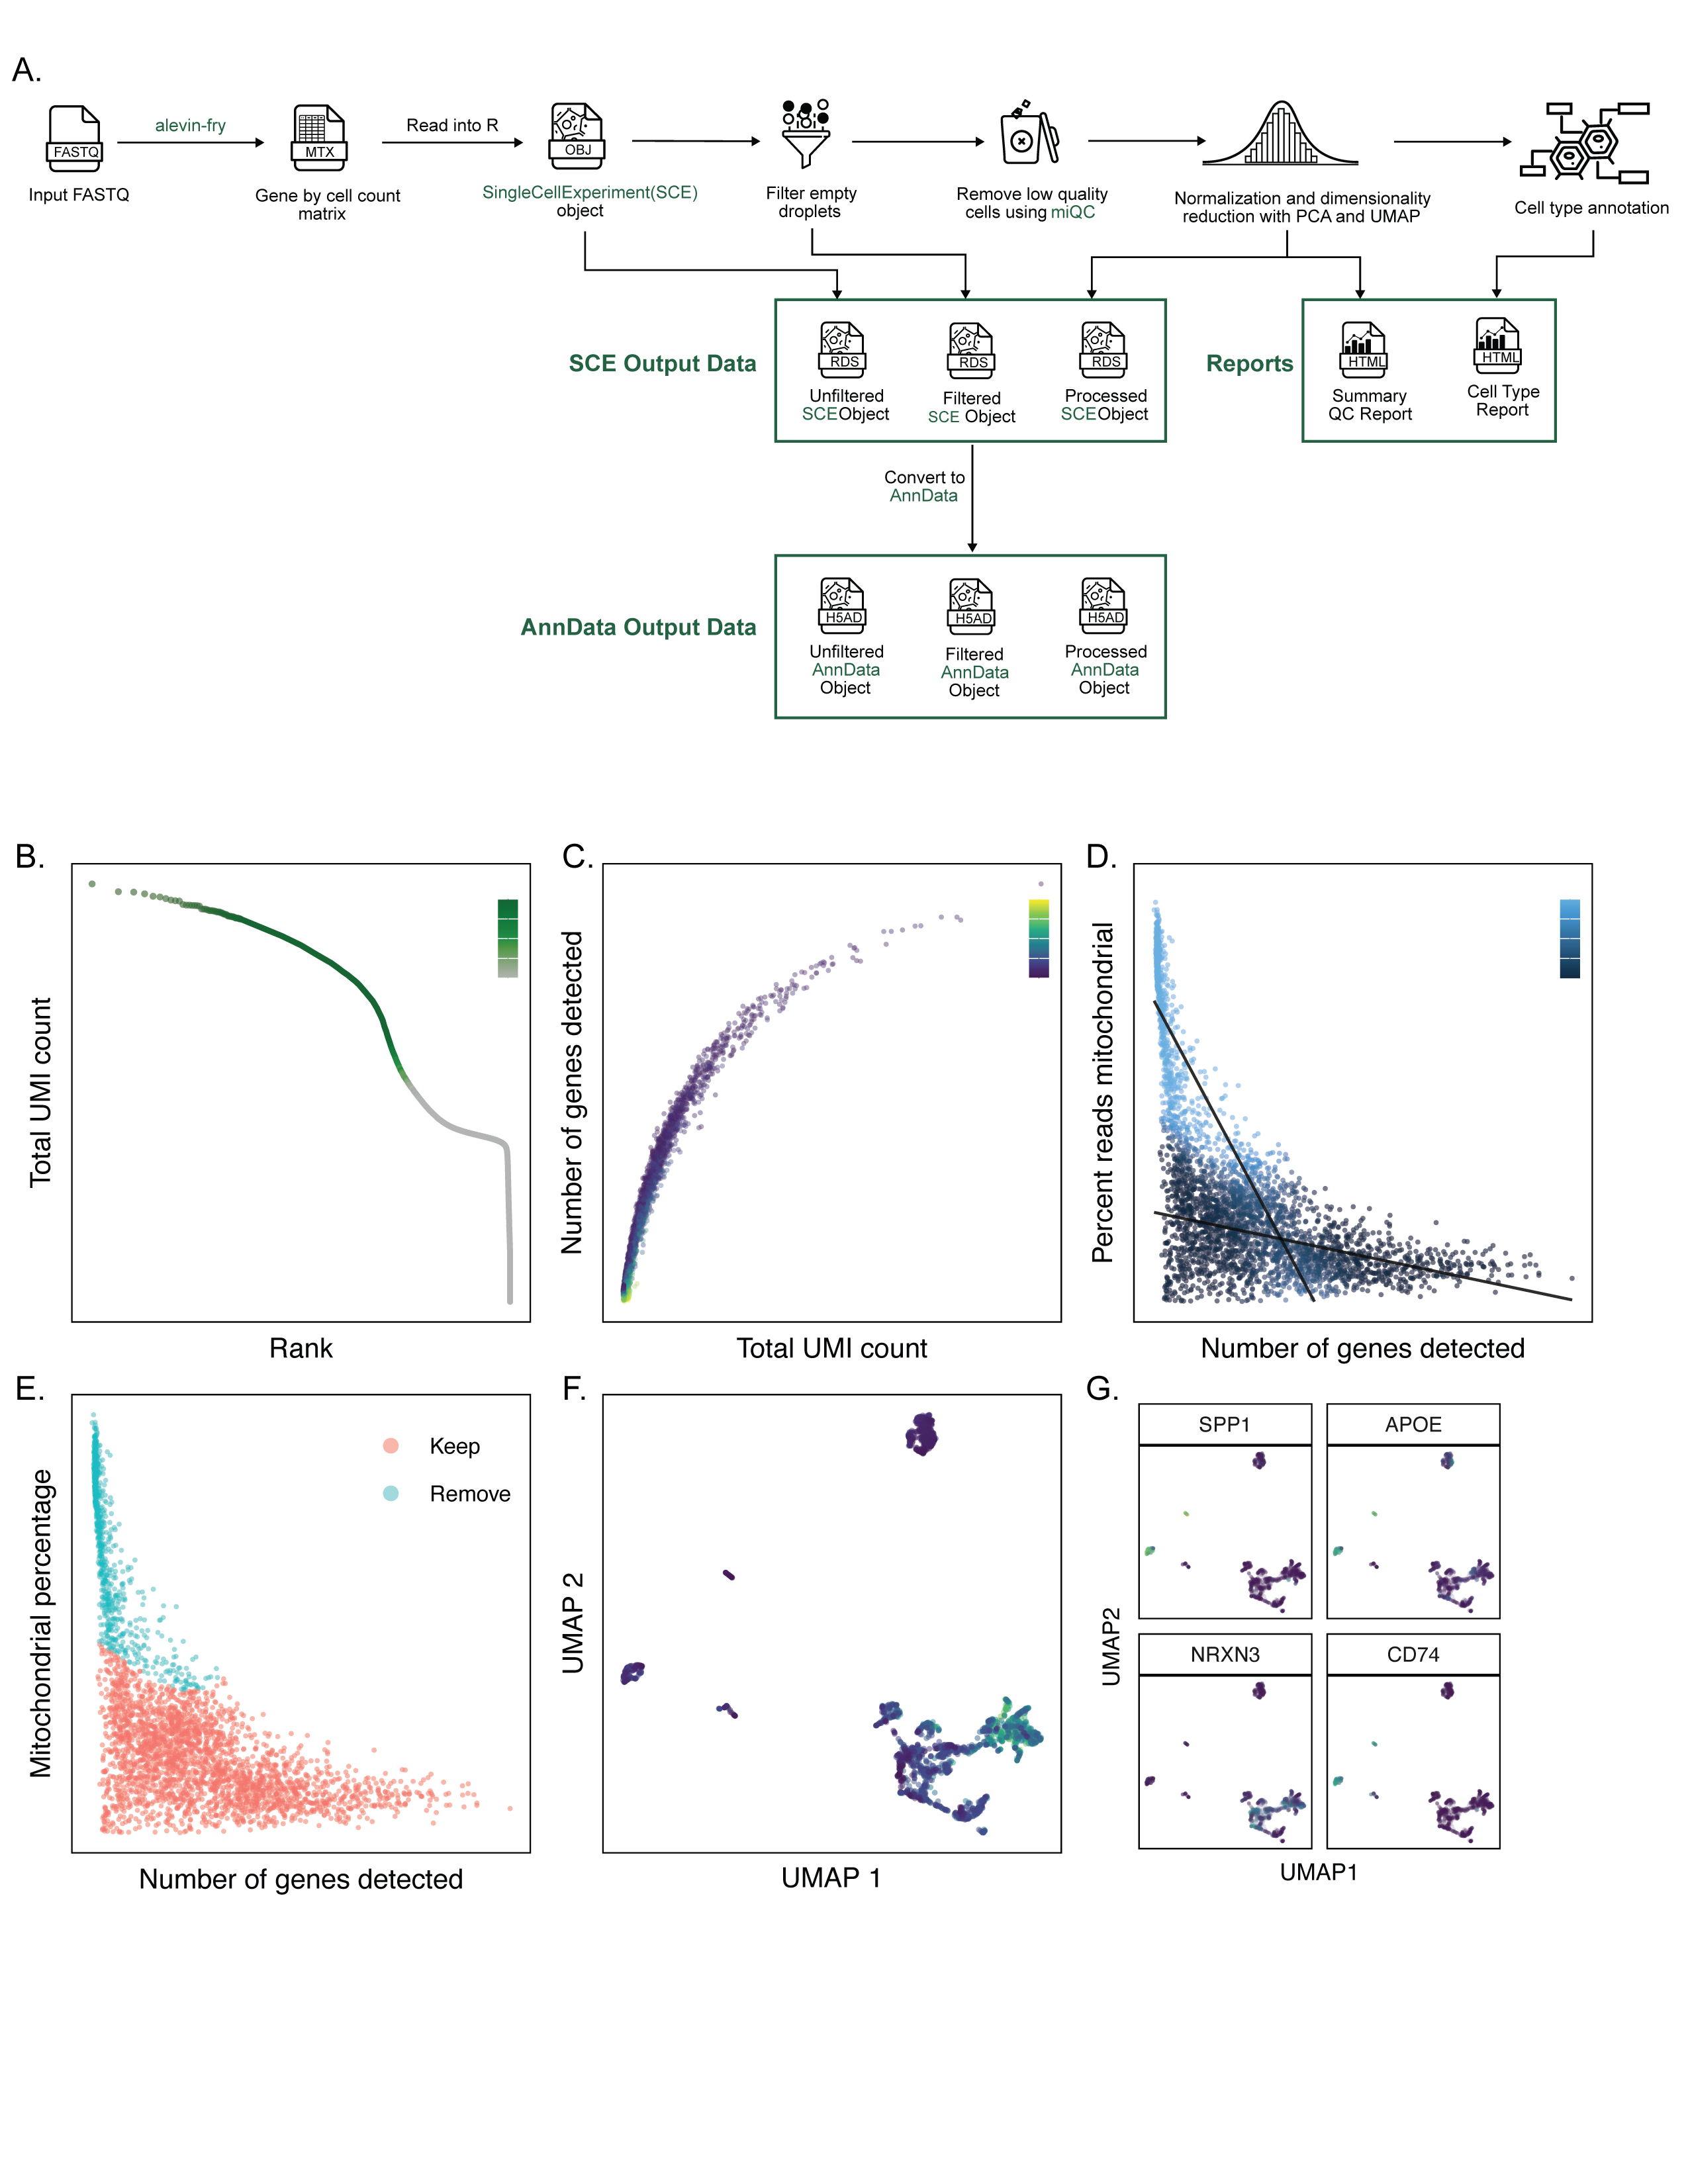 A.
FASTQ
Input FASTQ
alevin-fry
MTX
Gene by cell count
matrix
Read into R
OBJ
SingleCellExperiment(SCE)
object
Filter empty
droplets
Remove low quality
cells using miQC
Normalization and dimensionality
reduction with PCA and UMAP
Cell type annotation
SCE Output Data
RDS
Unfiltered
SCEObject
RDS
Filtered
SCE Object
RDS
Processed
SCEObject
Reports
HTML
Summary
QC Report
HTML
Cell Type
Report
Convert to
AnnData
AnnData Output Data
H5AD
Unfiltered
AnnData
Object
H5AD
Filtered
AnnData
Object
H5AD
Processed
AnnData
Object
B.
Total UMI count
Rank
C.
Number of genes detected
Total UMI count
D.
Percent reads mitochondrial
Number of genes detected
E.
Mitochondrial percentage
Keep
Remove
Number of genes detected
F.
UMAP 2
UMAP 1
G.
SPP1
APOE
NRXN3
CD74
UMAP2
UMAP1